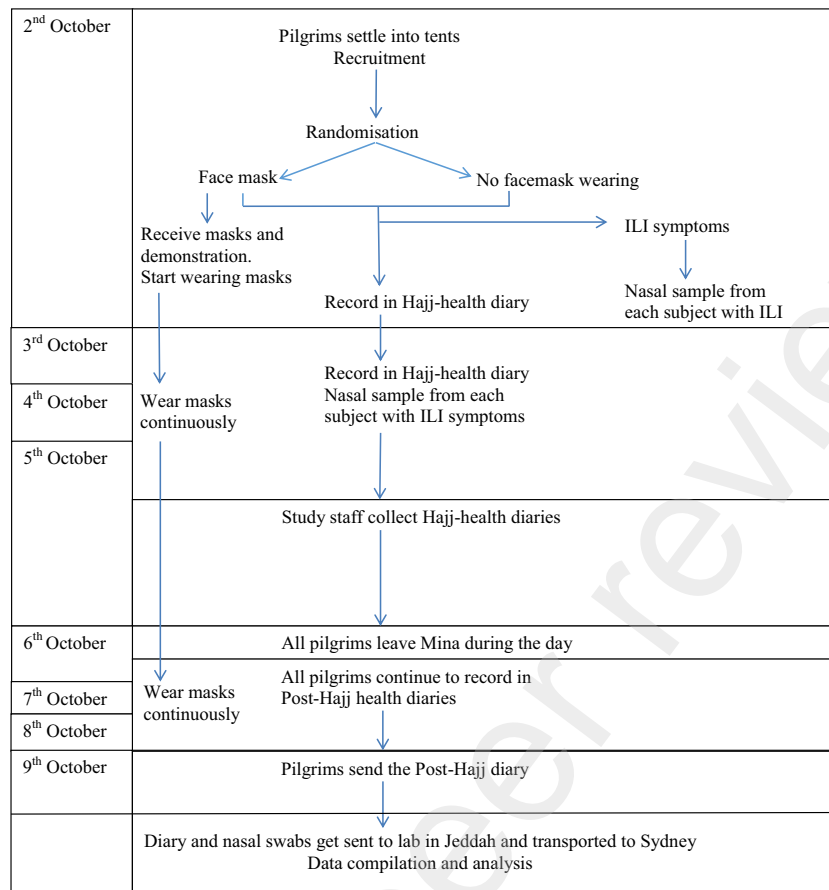 2nd October
Pilgrims settle into tents
Recruitment
Randomisation
Face mask
No facemask wearing
Receive masks and
demonstration.
Start wearing masks
ILI symptoms
Record in Hajj-health diary
Nasal sample from
each subject with ILI
3rd October
Record in Hajj-health diary
Nasal sample from each
subject with ILI symptoms
4th October
Wear masks
continuously
5th October
Study staff collect Hajj-health diaries
6th October
All pilgrims leave Mina during the day
All pilgrims continue to record in
Post-Hajj health diaries
7th October
Wear masks
continuously
8th October
9th October
Pilgrims send the Post-Hajj diary
Diary and nasal swabs get sent to lab in Jeddah and transported to Sydney
Data compilation and analysis
eer review